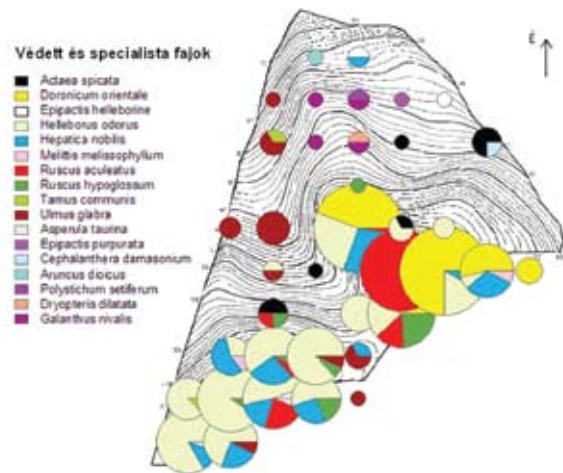 Védett és specialista fajok
É
Actaea spicata
Doronicum orientale
Epipactis helleborine
Helleborus odorus
Hepatica nobilis
Melittis melissophyllum
Ruscus aculeatus
Ruscus hypoglossum
Tamus communis
Ulmus glabra
Asperula taurina
Epipactis purpurata
Cephalanthera damasonium
Aruncus dioicus
Polystichum setiferum
Dryopteris dilatata
Galanthus nivalis